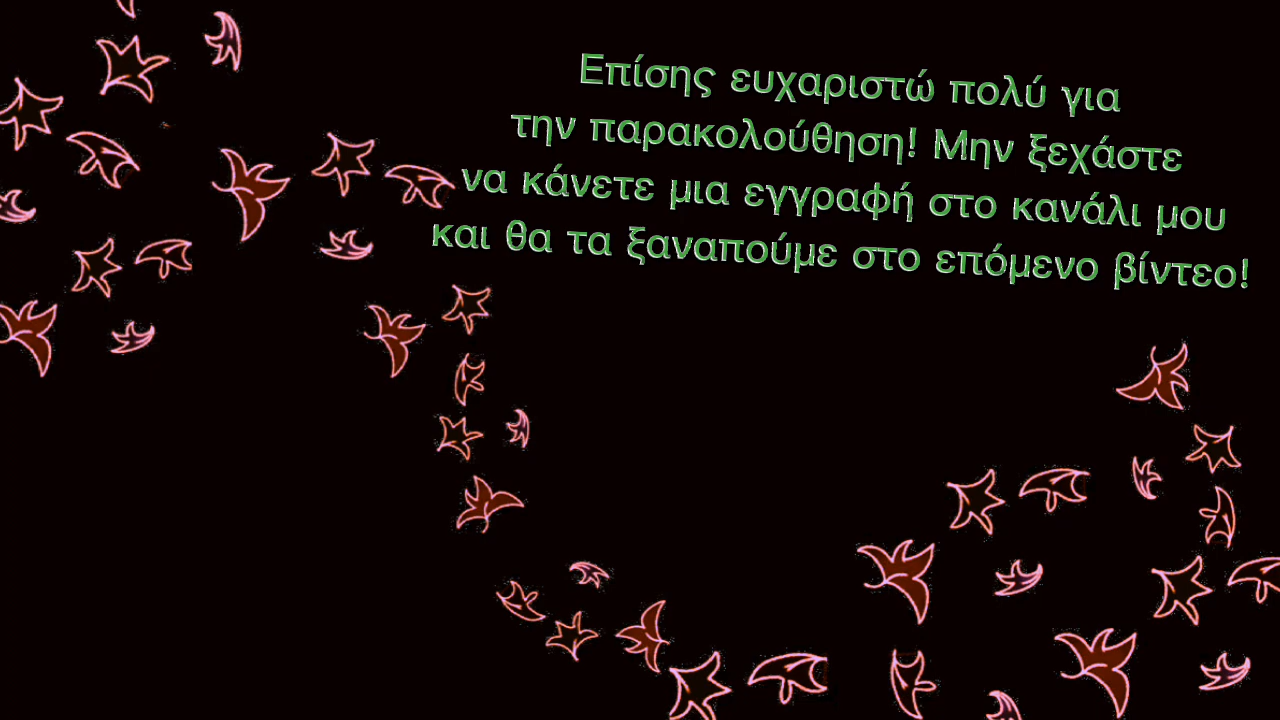 Επίσης ευχαριστώ πολύ για
την παρακολούθηση! Μην ξεχάστε
να κάνετε μια εγγραφή στο κανάλι μου
και θα τα ξαναπούμε στο επόμενο βίντεο!